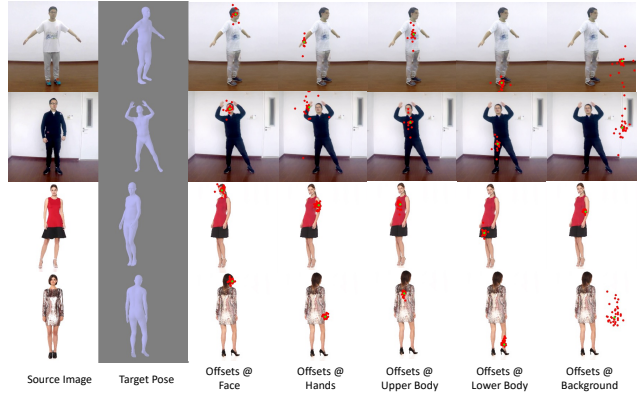 Source Image
Target Pose
Offsets @
Face
Offsets @
Hands
Offsets @
Upper Body
Offsets @
Lower Body
Offsets @
Background